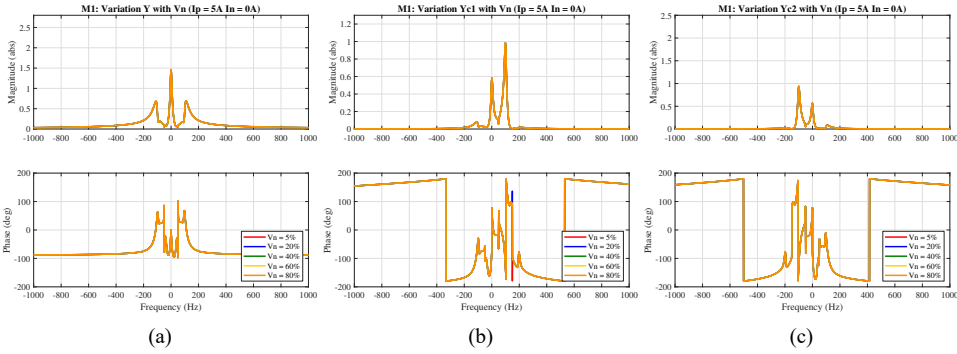 M1: Variation Y with Vn (Ip = 5A In = 0A)
Magnitude (abs)
2.5
2
1.5
1
0.5
0
-1000 -800 -600 -400 -200 0 200 400 600 800 1000
Phase (deg)
200
100
0
-100
-200
Vn = 5%
Vn = 20%
Vn = 40%
Vn = 60%
Vn = 80%
-1000 -800 -600 -400 -200 0 200 400 600 800 1000
Frequency (Hz)
(a)
M1: Variation Yc1 with Vn (Ip = 5A In = 0A)
Magnitude (abs)
1.2
1
0.8
0.6
0.4
0.2
0
-1000 -800 -600 -400 -200 0 200 400 600 800 1000
Phase (deg)
200
100
0
-100
-200
Vn = 5%
Vn = 20%
Vn = 40%
Vn = 60%
Vn = 80%
-1000 -800 -600 -400 -200 0 200 400 600 800 1000
Frequency (Hz)
(b)
M1: Variation Yc2 with Vn (Ip = 5A In = 0A)
Magnitude (abs)
2.5
2
1.5
1
0.5
0
-1000 -800 -600 -400 -200 0 200 400 600 800 1000
Phase (deg)
200
100
0
-100
-200
Vn = 5%
Vn = 20%
Vn = 40%
Vn = 60%
Vn = 80%
-1000 -800 -600 -400 -200 0 200 400 600 800 1000
Frequency (Hz)
(c)